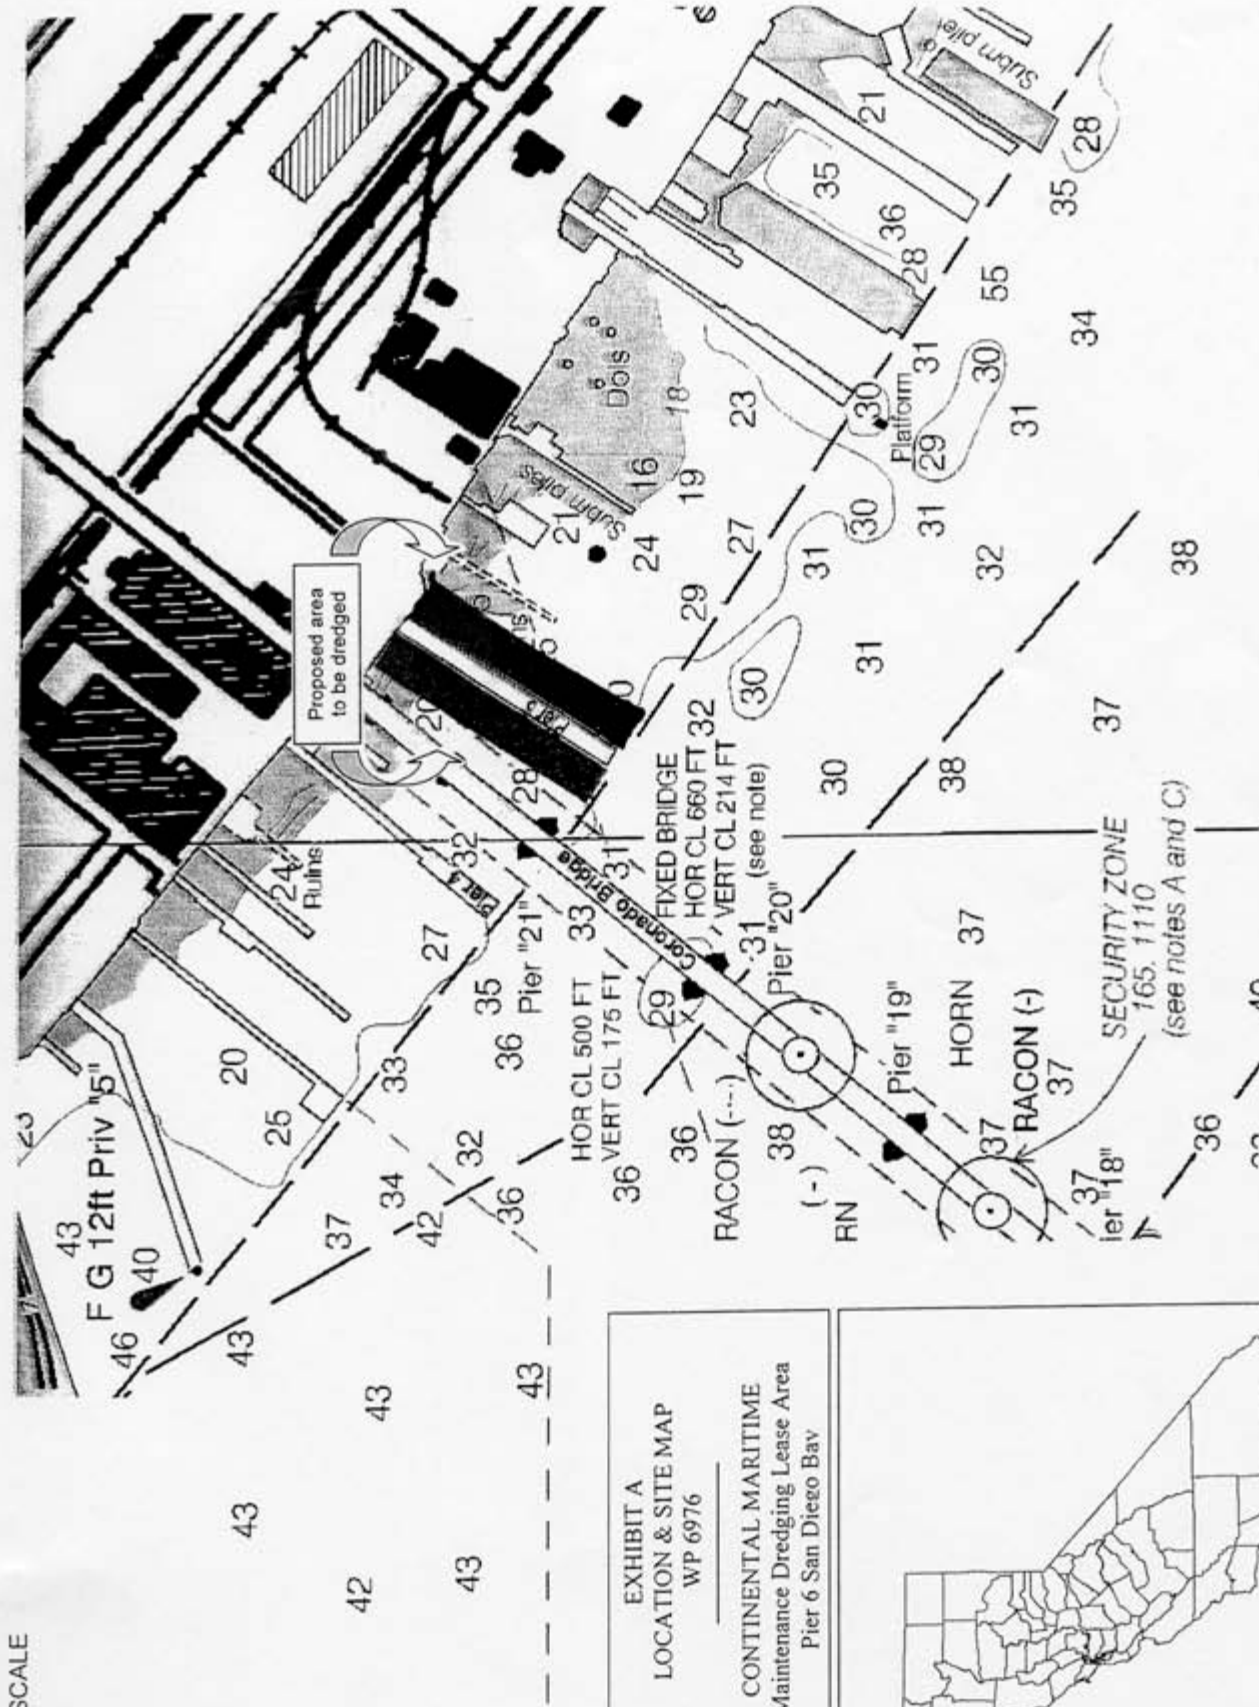 SCALE
Subm piles
21
28
35
35
36
28
55
34
Dols
18
23
30
Platform
31
30
29
31
16
19
Subm piles
21
24
27
31
30
31
32
38
29
30
31
Proposed area
to be dredged
20
28
32
FIXED BRIDGE
HOR CL 660 FT
VERT CL 214 FT
(see note)
32
30
38
37
24
Ruins
Pier
31
Coronado Bridge
27
35
Pier "21"
33
HOR CL 500 FT
VERT CL 175 FT
29
31
Pier "20"
37
SECURITY ZONE
165. 1110
(see notes A and C)
20
25
33
36
36
36
RACON (---)
38
Pier "19"
HORN
RACON (-)
37
37
F G 12ft Priv "5"
43
40
46
43
37
34
42
32
36
(-)
RN
37
ier "18"
36
43
43
43
42
43
EXHIBIT A
LOCATION & SITE MAP
WP 6976
CONTINENTAL MARITIME
Maintenance Dredging Lease Area
Pier 6 San Diego Bay